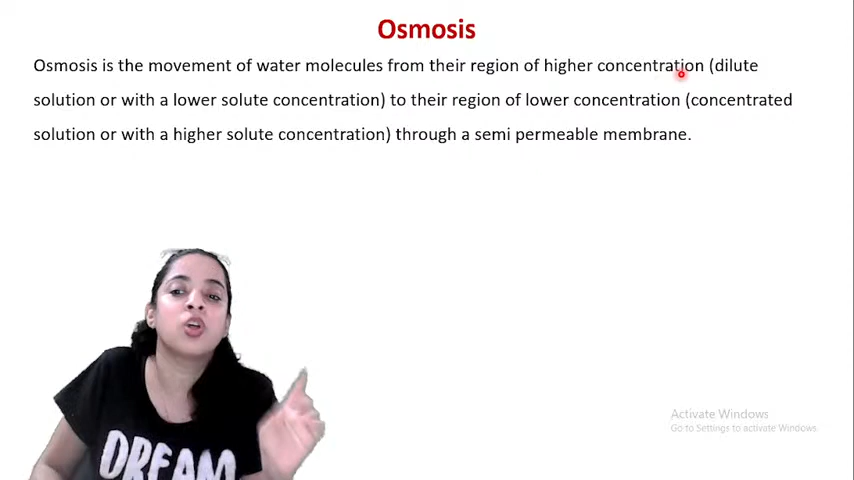 Osmosis
Osmosis is the movement of water molecules from their region of higher concentration (dilute
solution or with a lower solute concentration) to their region of lower concentration (concentrated
solution or with a higher solute concentration) through a semi permeable membrane.
DREAM
Activate Windows
Go to Settings to activate Windows.